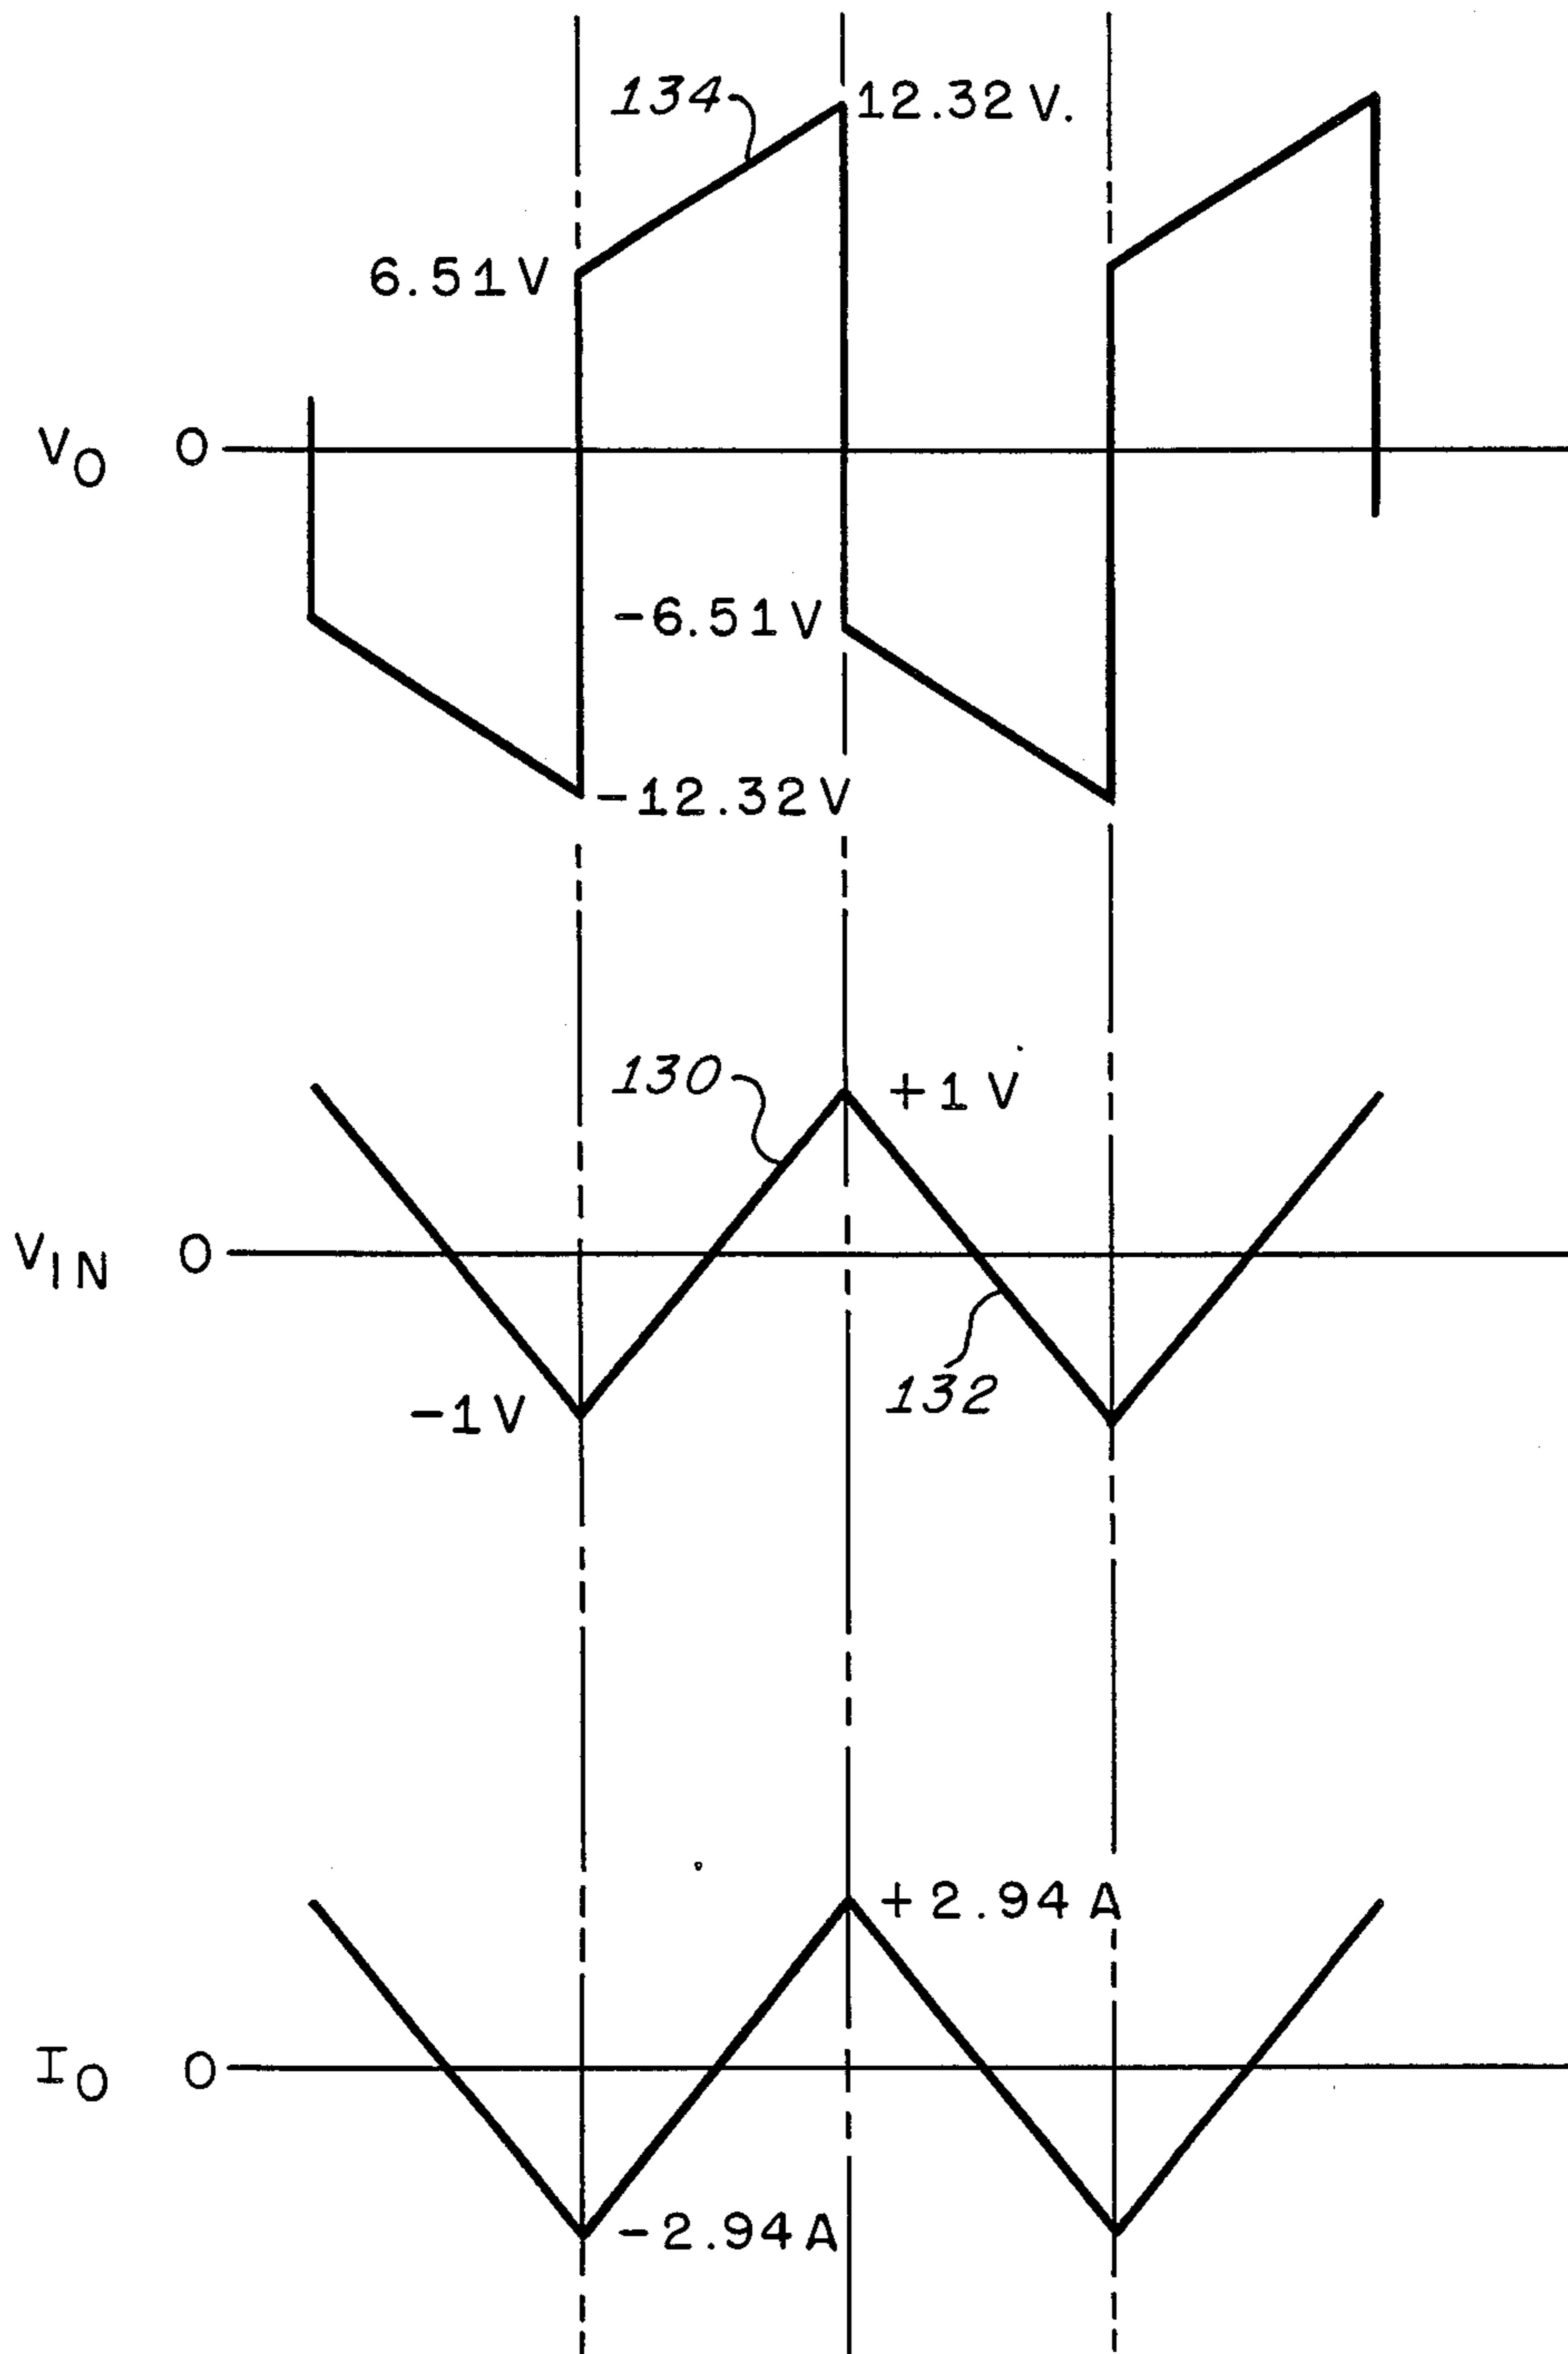 134
12.32 V.
6.51 V
V₀ 0
-6.51 V
-12.32 V
130
+1 V
V_IN 0
-1 V
132
+2.94 A
I₀ 0
-2.94 A